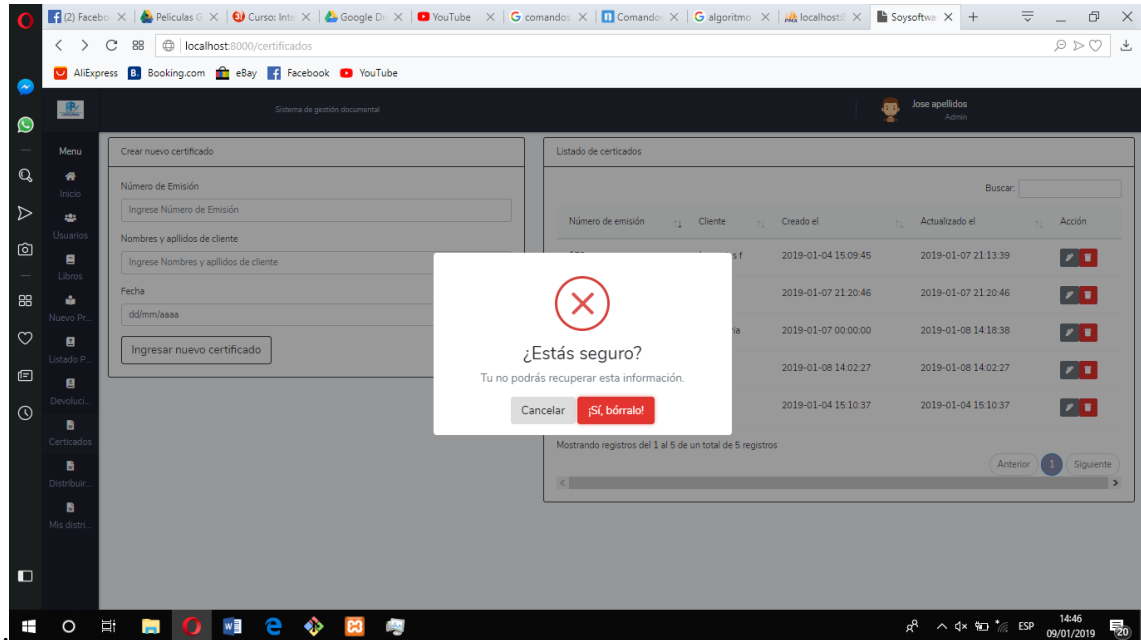 (2) Facebo
Peliculas G
Curso: Inte
Google Dri
YouTube
comandos
Comandos
algoritmo
localhost:8
Soysoftwa
localhost:8000/certificados
AliExpress
Booking.com
eBay
Facebook
YouTube
Sistema de gestión documental
Jose apellidos
Admin
Menu
Inicio
Usuarios
Libros
Nuevo Pr...
Listado P...
Devoluci...
Certicados
Distribuir...
Mis distri...
Crear nuevo certificado
Número de Emisión
Ingrese Número de Emisión
Nombres y apllidos de cliente
Ingrese Nombres y apllidos de cliente
Fecha
dd/mm/aaaa
Ingresar nuevo certificado
Listado de certicados
Buscar:
Número de emisión Cliente Creado el Actualizado el Acción
2019-01-04 15:09:45 2019-01-07 21:13:39
2019-01-07 21:20:46 2019-01-07 21:20:46
2019-01-07 00:00:00 2019-01-08 14:18:38
2019-01-08 14:02:27 2019-01-08 14:02:27
2019-01-04 15:10:37 2019-01-04 15:10:37
Mostrando registros del 1 al 5 de un total de 5 registros
Anterior 1 Siguiente
¿Estás seguro?
Tu no podrás recuperar esta información.
Cancelar ¡Sí, bórralo!
ESP
14:46
09/01/2019
20